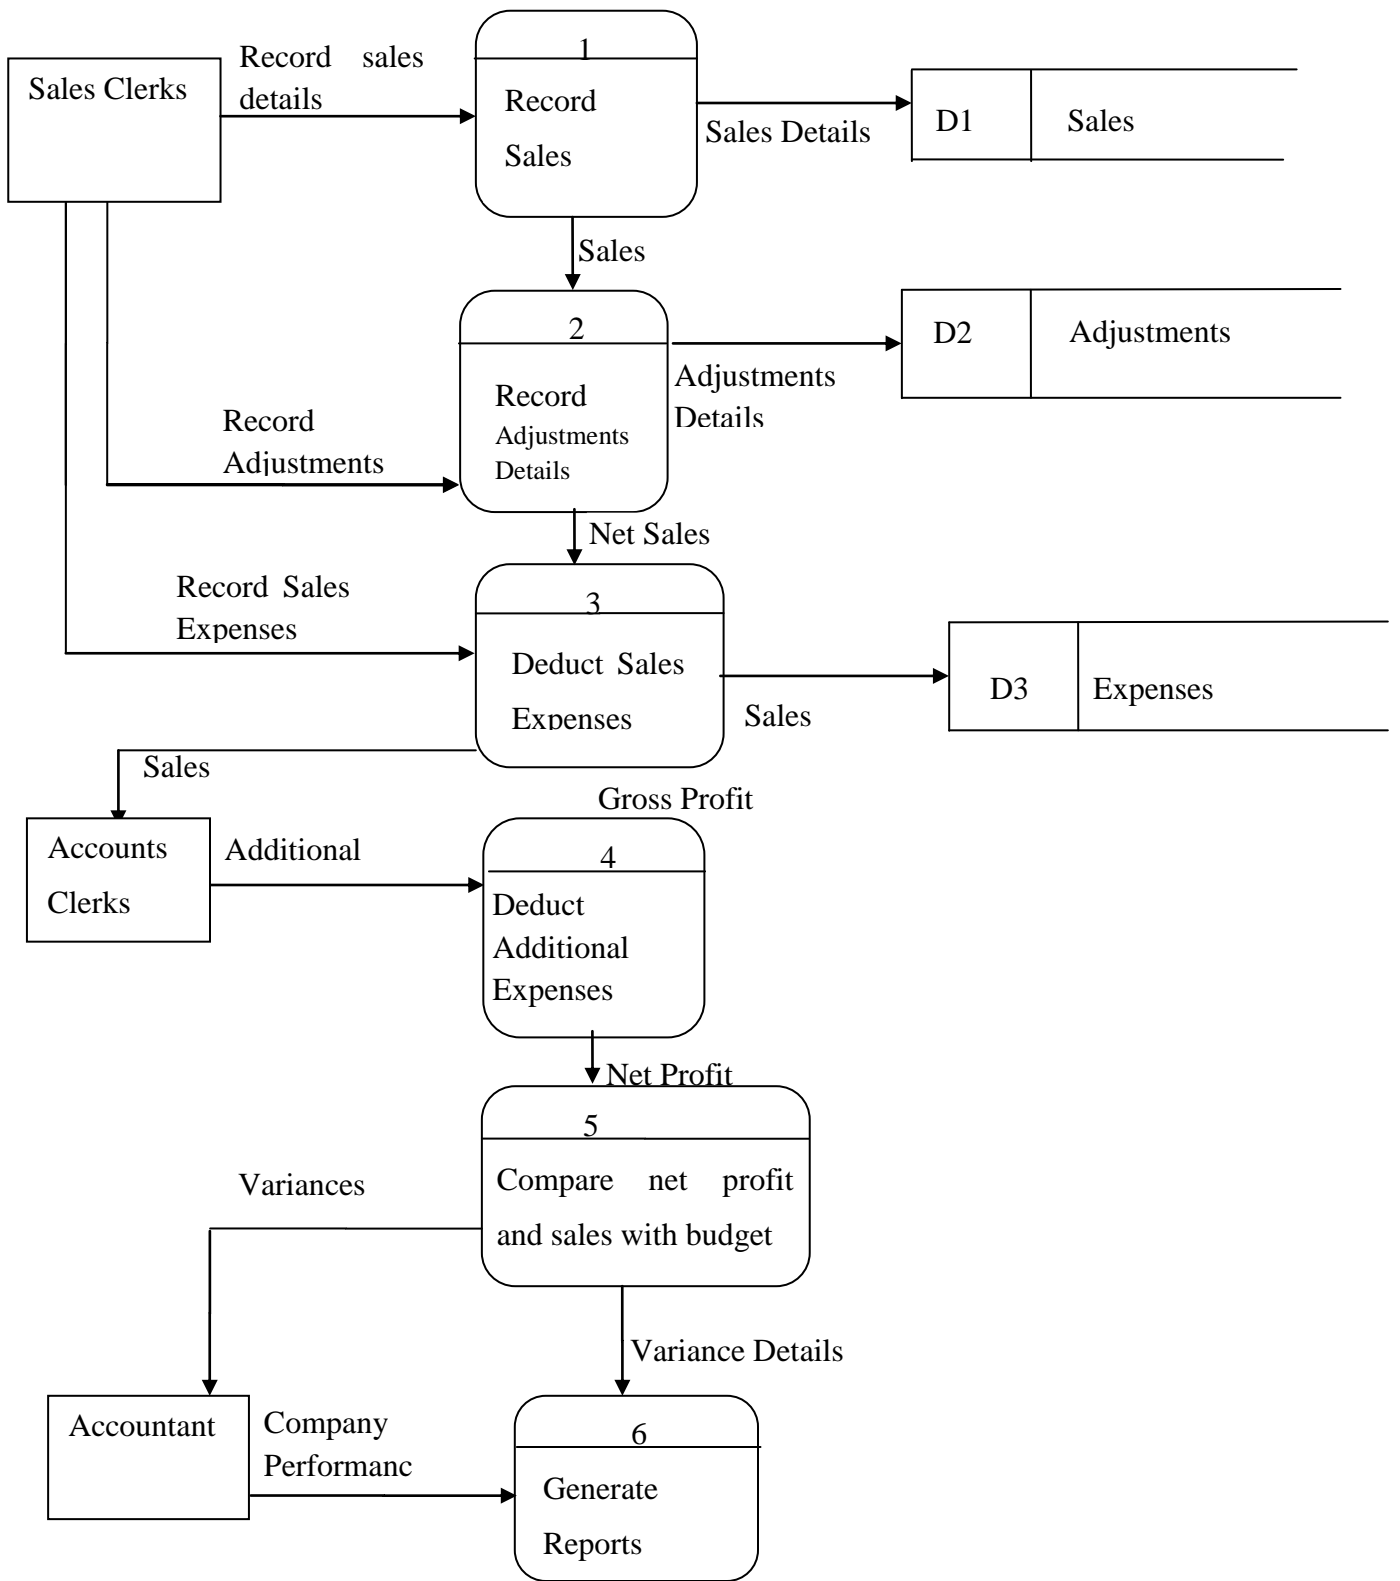 Record sales
details
Sales Clerks
1
Record
Sales
Sales Details
D1
Sales
Sales
2
Record
Adjustments
Details
Adjustments
Details
D2
Adjustments
Record
Adjustments
Net Sales
Record Sales
Expenses
3
Deduct Sales
Expenses
Sales
D3
Expenses
Sales
Gross Profit
Accounts
Clerks
Additional
4
Deduct
Additional
Expenses
Net Profit
5
Compare net profit
and sales with budget
Variances
Variance Details
Accountant
Company
Performanc
6
Generate
Reports